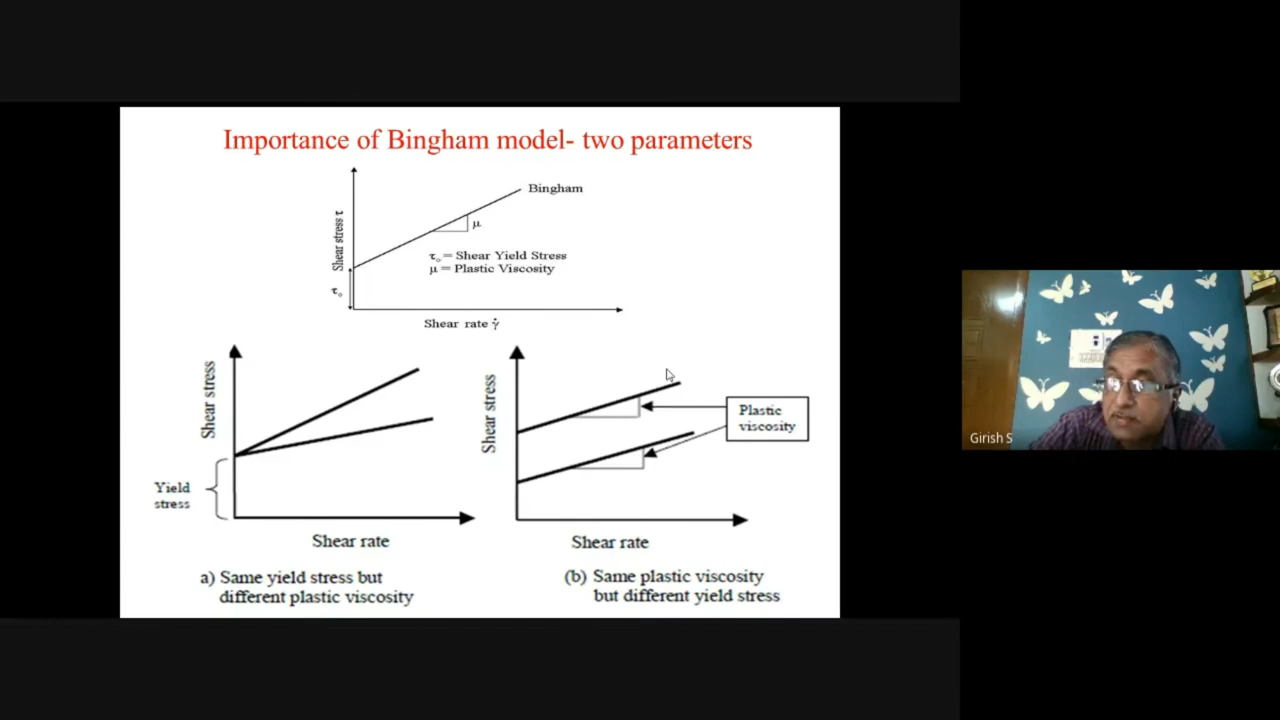 Importance of Bingham model- two parameters
Bingham
Shear stress τ
μ
τₒ= Shear Yield Stress
μ = Plastic Viscosity
τₒ
Shear rate γ̇
Shear stress
Yield
stress
Shear rate
a) Same yield stress but
different plastic viscosity
Shear stress
Plastic
viscosity
Shear rate
(b) Same plastic viscosity
but different yield stress
Girish S